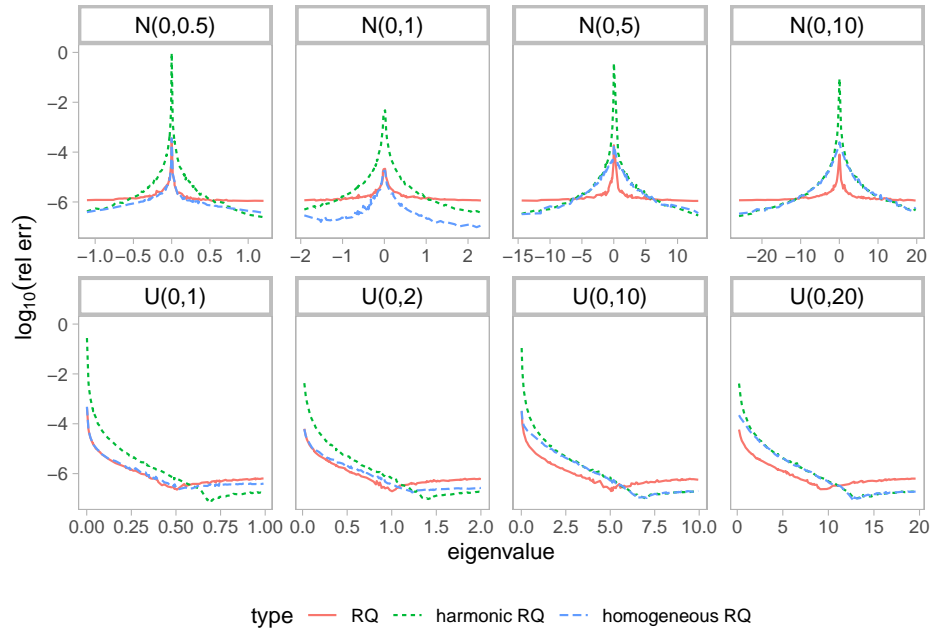 N(0,0.5) N(0,1) N(0,5) N(0,10)
0
−2
−4
−6
−1.0 −0.5 0.0 0.5 1.0 −2 −1 0 1 2 −15 −10 −5 0 5 10 −20 −10 0 10 20
U(0,1) U(0,2) U(0,10) U(0,20)
0
−2
−4
−6
0.00 0.25 0.50 0.75 1.00 0.0 0.5 1.0 1.5 2.0 0.0 2.5 5.0 7.5 10.0 0 5 10 15 20
log₁₀(rel err)
eigenvalue
type RQ harmonic RQ homogeneous RQ